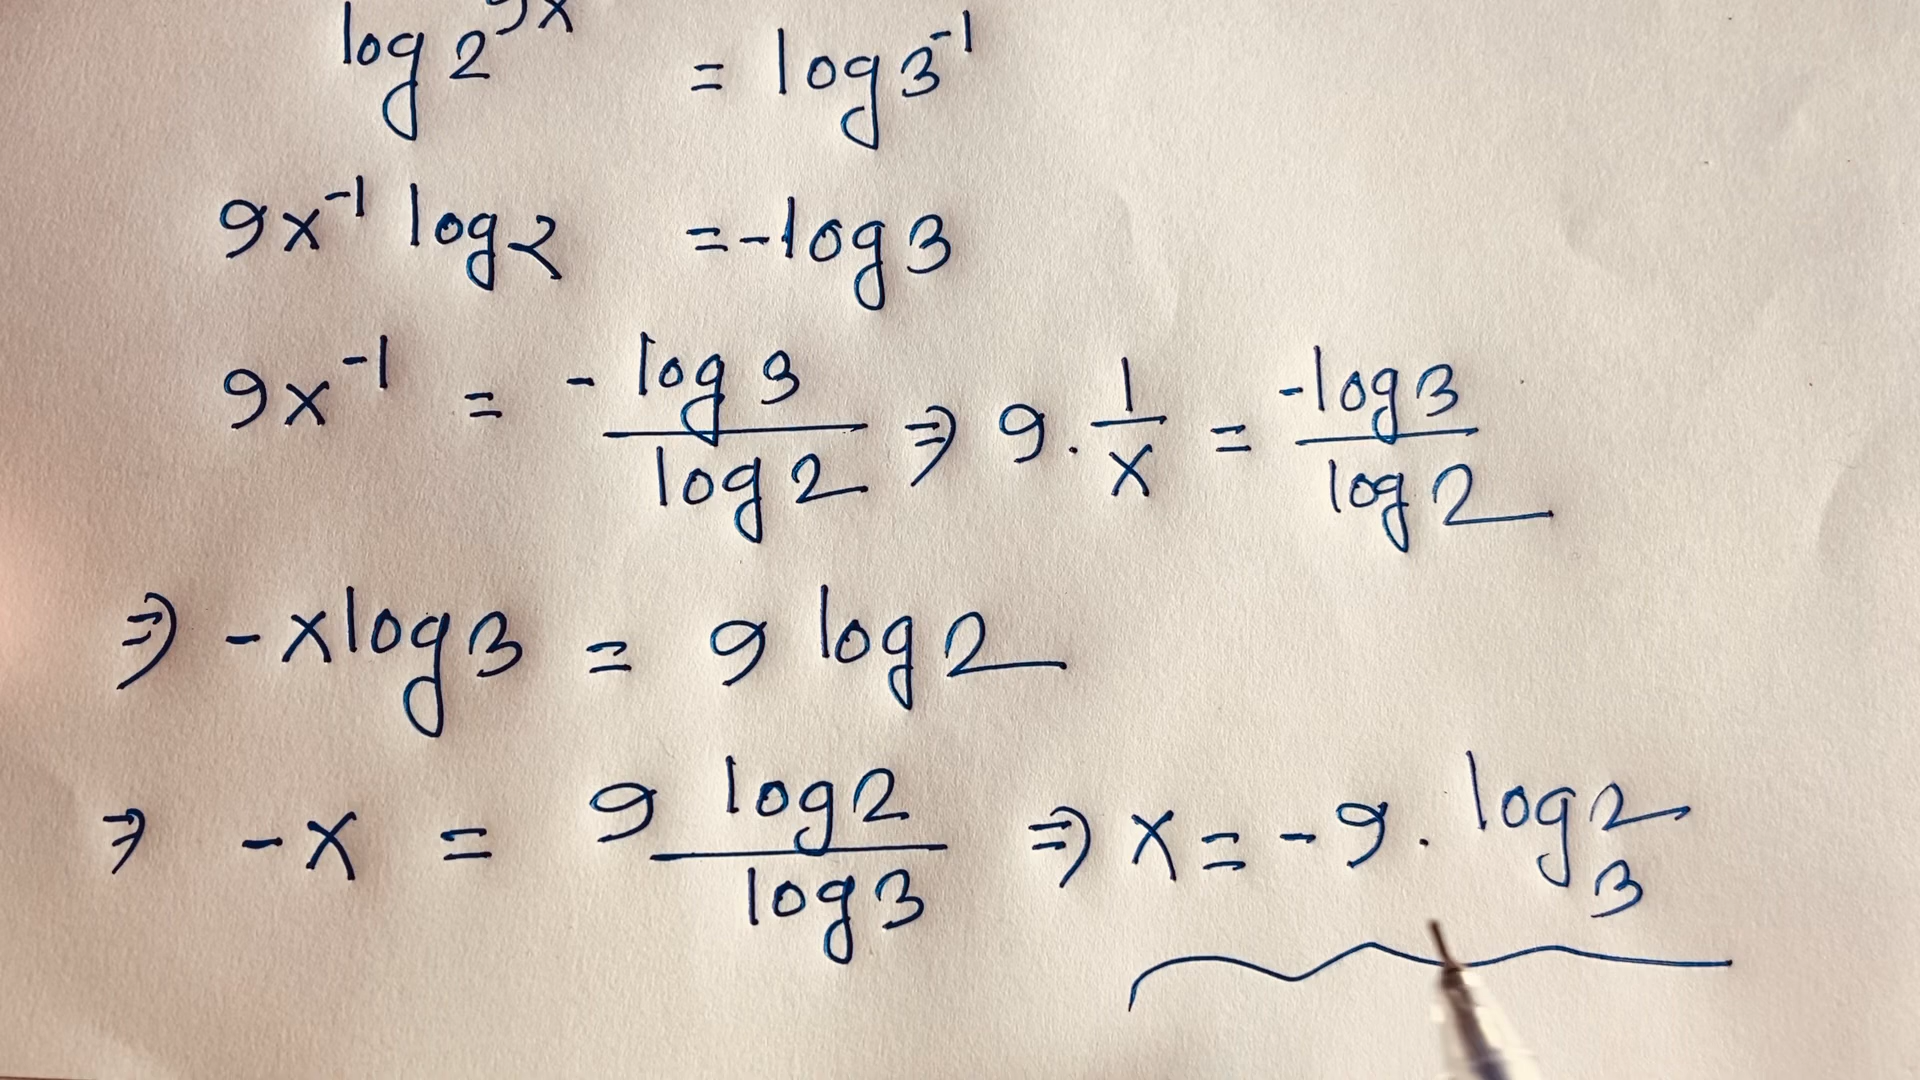 log 2^9x = log 3^-1
9x^-1 log 2 = -log 3
9x^-1 = - log 3 / log 2 ⇒ 9 . 1/x = -log 3 / log 2
⇒ -x log 3 = 9 log 2
⇒ -x = 9 log 2 / log 3 ⇒ x = -9 . log_3 2